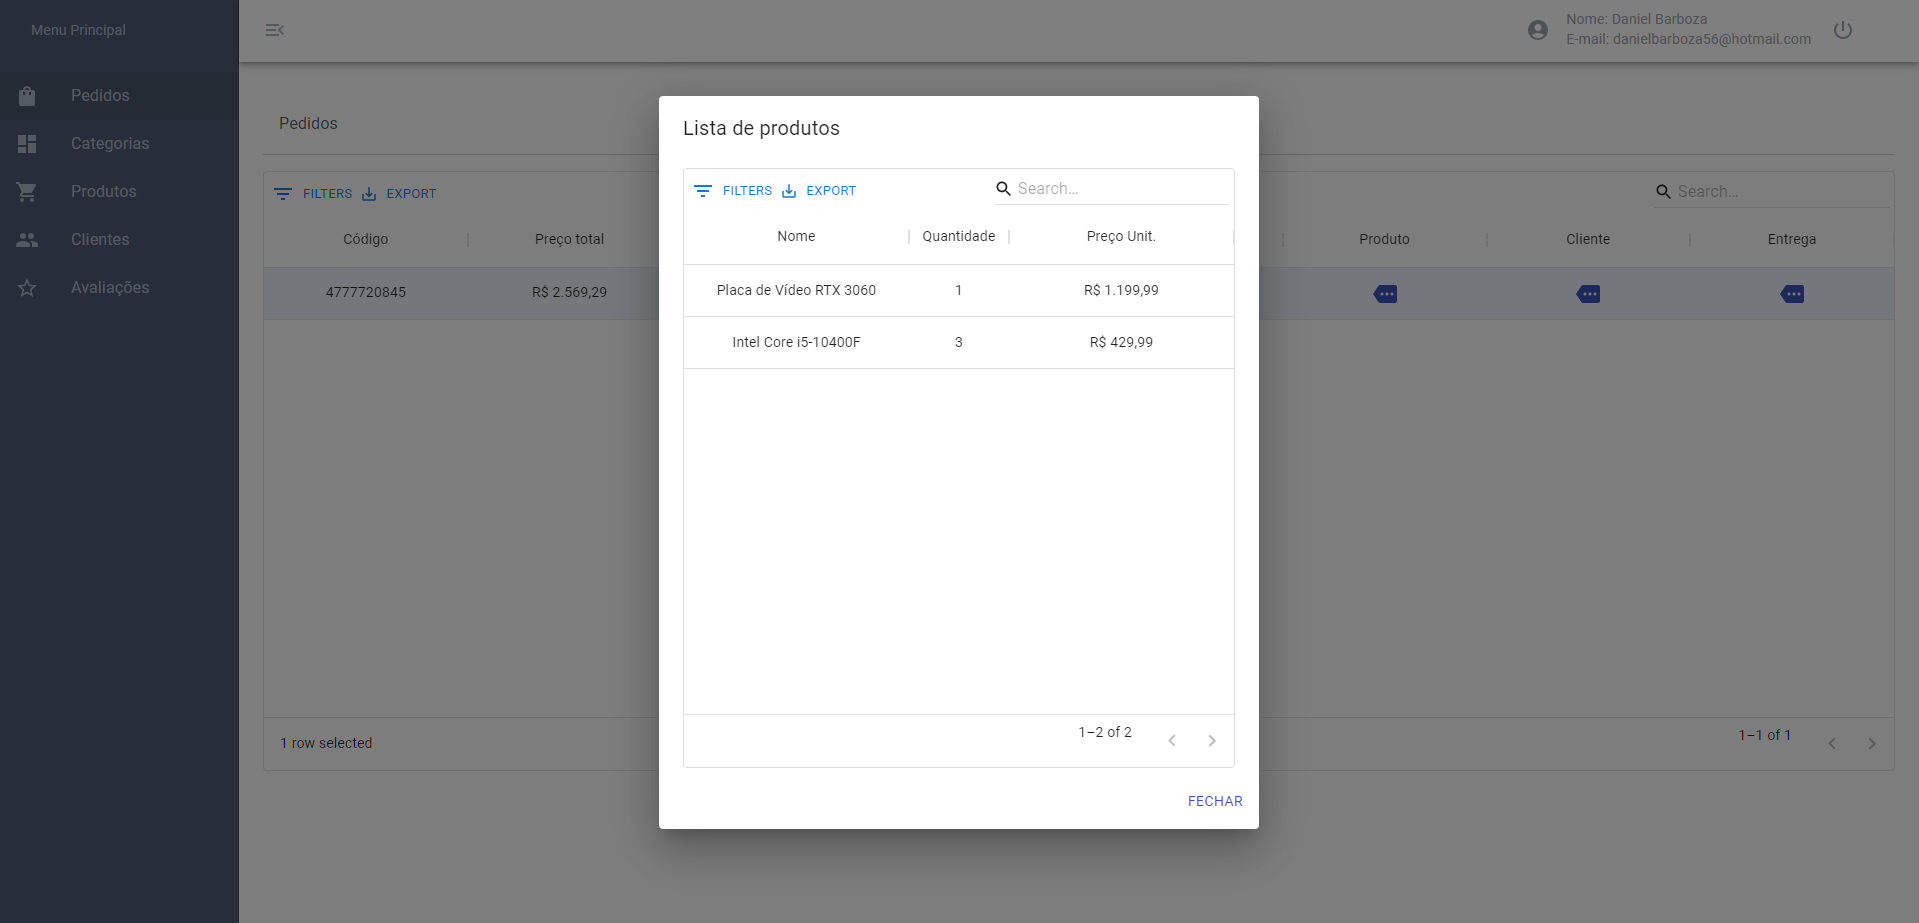 Menu Principal
Nome: Daniel Barboza
E-mail: danielbarboza56@hotmail.com
Pedidos
Categorias
Produtos
Clientes
Avaliações
Pedidos
FILTERS EXPORT
Search…
Código Preço total Produto Cliente Entrega
4777720845 R$ 2.569,29
1 row selected
1–1 of 1
Lista de produtos
FILTERS EXPORT
Search…
Nome Quantidade Preço Unit.
Placa de Vídeo RTX 3060 1 R$ 1.199,99
Intel Core i5-10400F 3 R$ 429,99
1–2 of 2
FECHAR